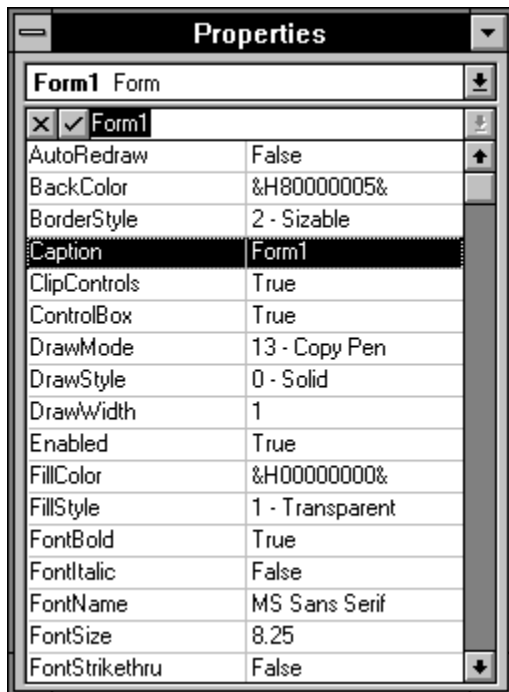 Properties
Form1 Form
Form1
AutoRedraw False
BackColor &H80000005&
BorderStyle 2 - Sizable
Caption Form1
ClipControls True
ControlBox True
DrawMode 13 - Copy Pen
DrawStyle 0 - Solid
DrawWidth 1
Enabled True
FillColor &H00000000&
FillStyle 1 - Transparent
FontBold True
FontItalic False
FontName MS Sans Serif
FontSize 8.25
FontStrikethru False